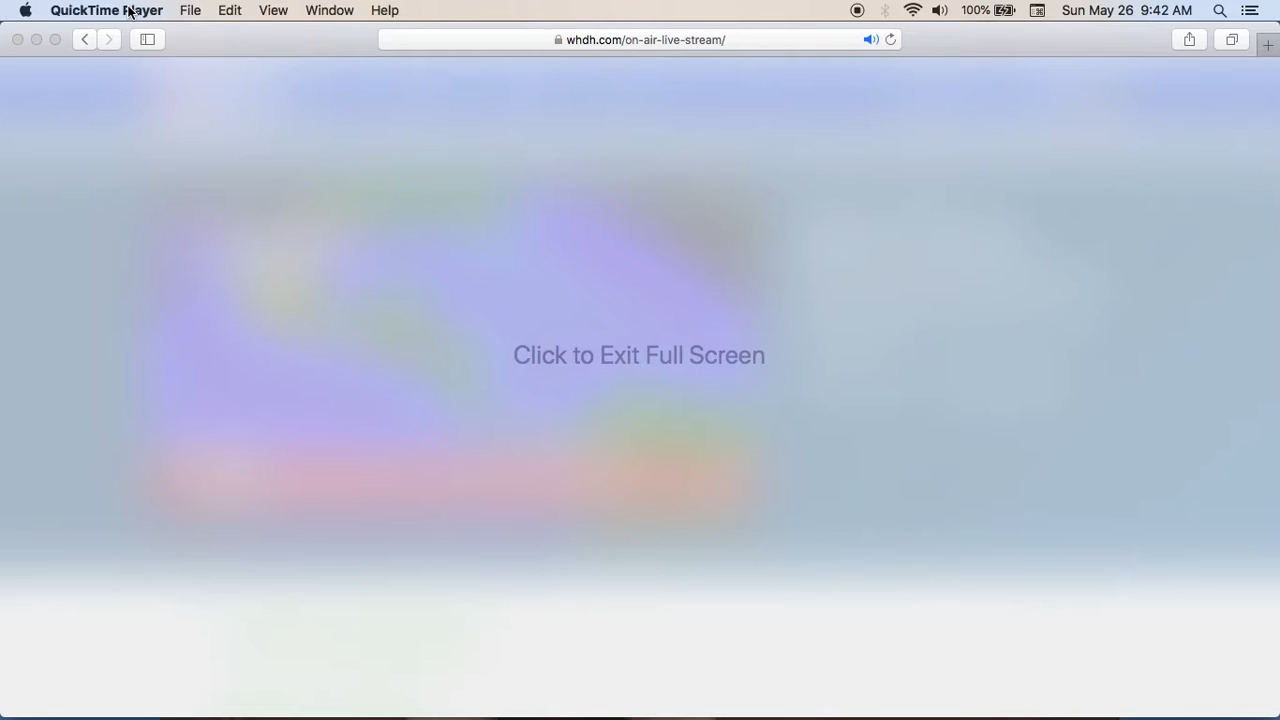 QuickTime Player File Edit View Window Help 100% Sun May 26 9:42 AM
whdh.com/on-air-live-stream/
Click to Exit Full Screen